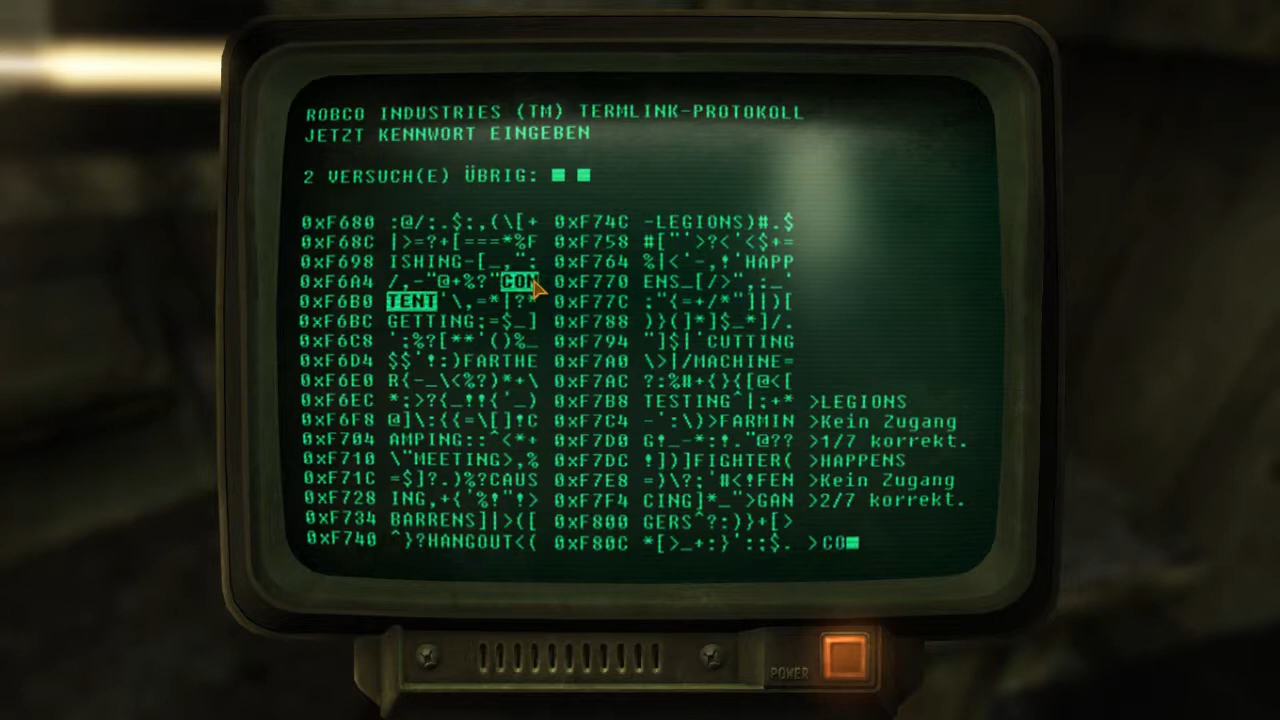 ROBCO INDUSTRIES (TM) TERMLINK-PROTOKOLL
JETZT KENNWORT EINGEBEN
2 VERSUCH(E) ÜBRIG: ■ ■
0xF680 :@/:.$:,(\[+ 0xF74C -LEGIONS)#.$
0xF68C |>=?+[===*%F 0xF758 #["'>?<'<$+=
0xF698 ISHING-[_,": 0xF764 %|<'-,!'HAPP
0xF6A4 /,-"@+%?"CON 0xF770 ENS_[/>",:_'
0xF6B0 TENT'\,=*|?* 0xF77C :"{=+/*"]|)[
0xF6BC GETTING;=$_] 0xF788 )}(]*]$_*]/.
0xF6C8 ';%?[**'()%_ 0xF794 "]$|'CUTTING
0xF6D4 $$'!:)FARTHE 0xF7A0 \>|/MACHINE=
0xF6E0 R{-_\<%?)*+\ 0xF7AC ?:%#+{}{[@<[
0xF6EC *;>?{_!!{'_) 0xF7B8 TESTING^|;+* >LEGIONS
0xF6F8 @]\:{{=\[]!C 0xF7C4 -':\)>FARMIN >Kein Zugang
0xF704 AMPING::^<*+ 0xF7D0 G!_-*:!."@?? >1/7 korrekt.
0xF710 \"MEETING>,% 0xF7DC !])]FIGHTER( >HAPPENS
0xF71C =$]?.)%?CAUS 0xF7E8 =)\?;'#<!FEN >Kein Zugang
0xF728 ING,+{'%!"!> 0xF7F4 CING]*_">GAN >2/7 korrekt.
0xF734 BARRENS]|>([ 0xF800 GERS^?:)}+[>
0xF740 ^}?HANGOUT<( 0xF80C *[>_+:}'::$. >CO■
POWER